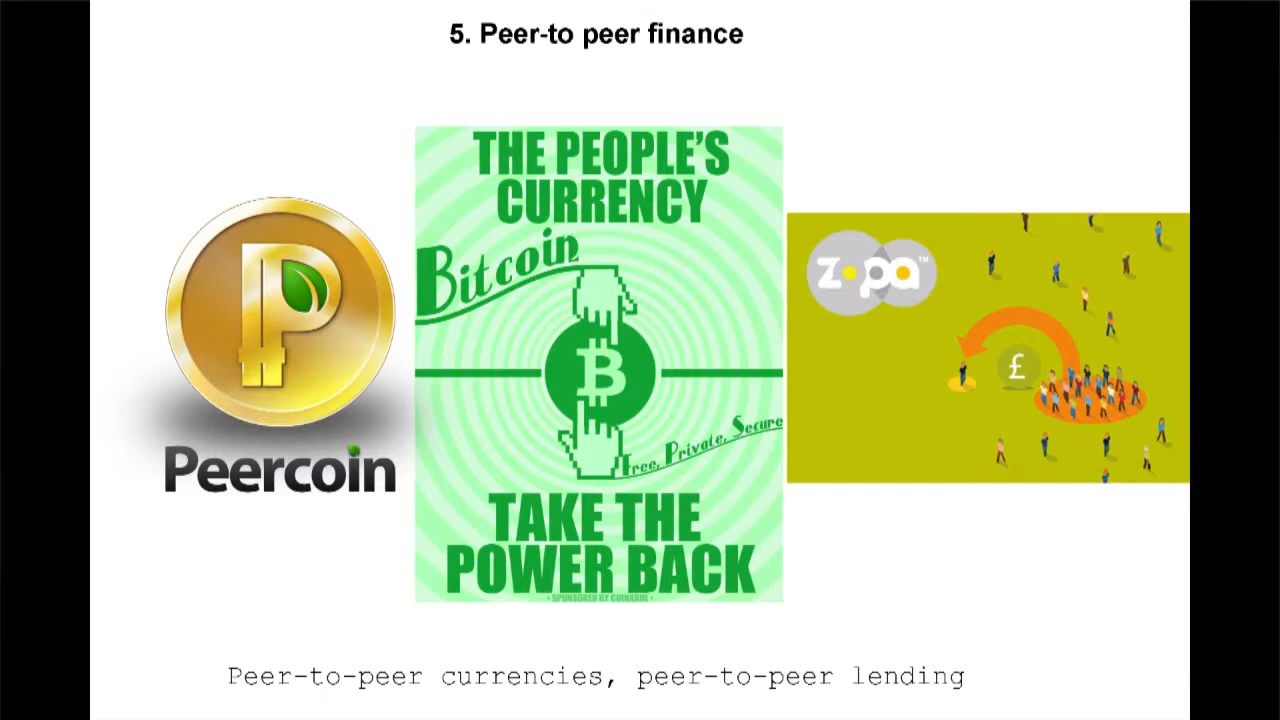 5. Peer-to peer finance
THE PEOPLE'S
CURRENCY
Bitcoin
Free, Private, Secure
TAKE THE
POWER BACK
Peercoin
zopa™
£
Peer-to-peer currencies, peer-to-peer lending